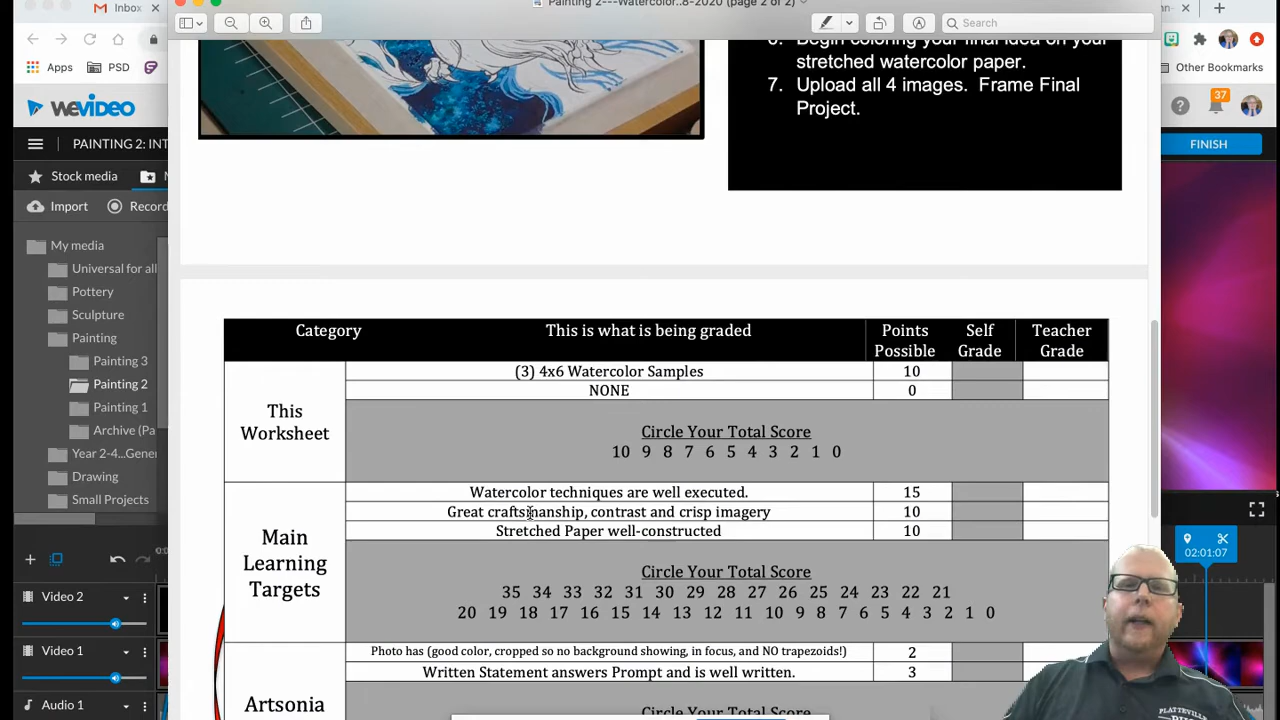 Inbox
Painting 2---Watercolor..8-2020 (page 2 of 2)
Search
Apps
PSD
Other Bookmarks
WeVIDEO
37
PAINTING 2: INT
FINISH
Stock media
M
Import
Record
My media
Universal for all
Pottery
Sculpture
Painting
Painting 3
Painting 2
Painting 1
Archive (Pa
Year 2-4...Gener
Drawing
Small Projects
Begin coloring your final idea on your
stretched watercolor paper.
7. Upload all 4 images. Frame Final
Project.
Category
This is what is being graded
Points
Possible
Self
Grade
Teacher
Grade
This
Worksheet
(3) 4x6 Watercolor Samples 10
NONE 0
Circle Your Total Score
10 9 8 7 6 5 4 3 2 1 0
Main
Learning
Targets
Watercolor techniques are well executed. 15
Great craftsmanship, contrast and crisp imagery 10
Stretched Paper well-constructed 10
Circle Your Total Score
35 34 33 32 31 30 29 28 27 26 25 24 23 22 21
20 19 18 17 16 15 14 13 12 11 10 9 8 7 6 5 4 3 2 1 0
Artsonia
Photo has (good color, cropped so no background showing, in focus, and NO trapezoids!) 2
Written Statement answers Prompt and is well written. 3
Circle Your Total Score
02:01:07
Video 2
Video 1
Audio 1
PLATTEVILLE